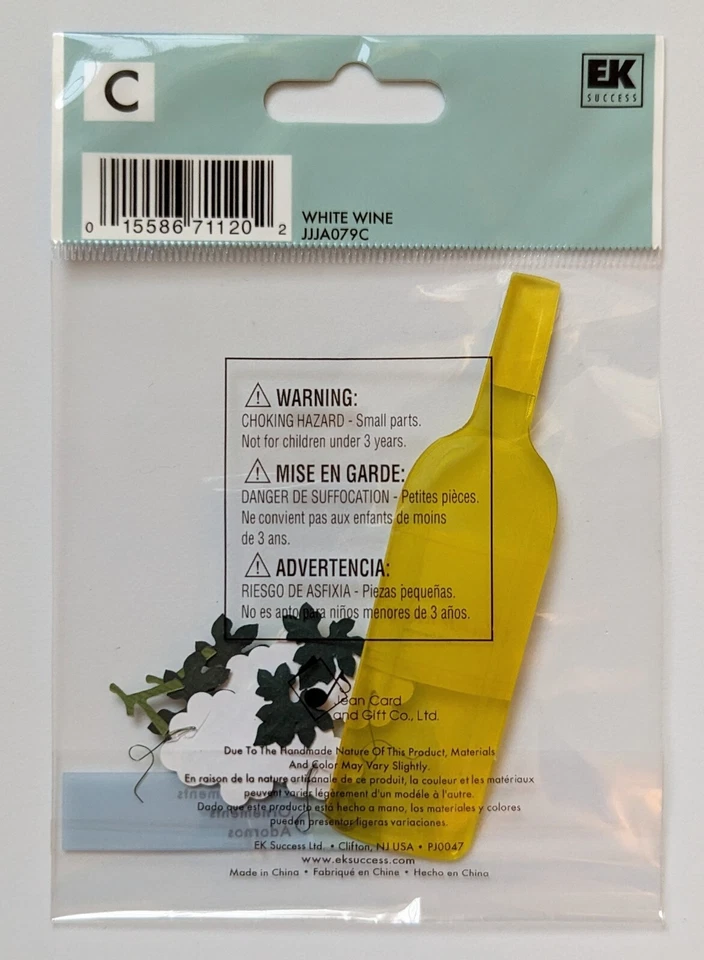 C
EK
SUCCESS
0 15586 71120 2
WHITE WINE
JJJA079C
WARNING:
CHOKING HAZARD - Small parts.
Not for children under 3 years.
MISE EN GARDE:
DANGER DE SUFFOCATION - Petites pièces.
Ne convient pas aux enfants de moins
de 3 ans.
ADVERTENCIA:
RIESGO DE ASFIXIA - Piezas pequeñas.
No es apto para niños menores de 3 años.
Jean Card
and Gift Co., Ltd.
Due To The Handmade Nature Of This Product, Materials
And Color May Vary Slightly.
En raison de la nature artisanale de ce produit, la couleur et les matériaux
peuvent varier légèrement d'un modéle à l'autre.
Dado que este producto está hecho a mano, los materiales y colores
pueden presentar ligeras variaciones.
Ornaments
Adornos
EK Success Ltd. • Clifton, NJ USA • PJ0047
www.eksuccess.com
Made in China • Fabriqué en Chine • Hecho en China